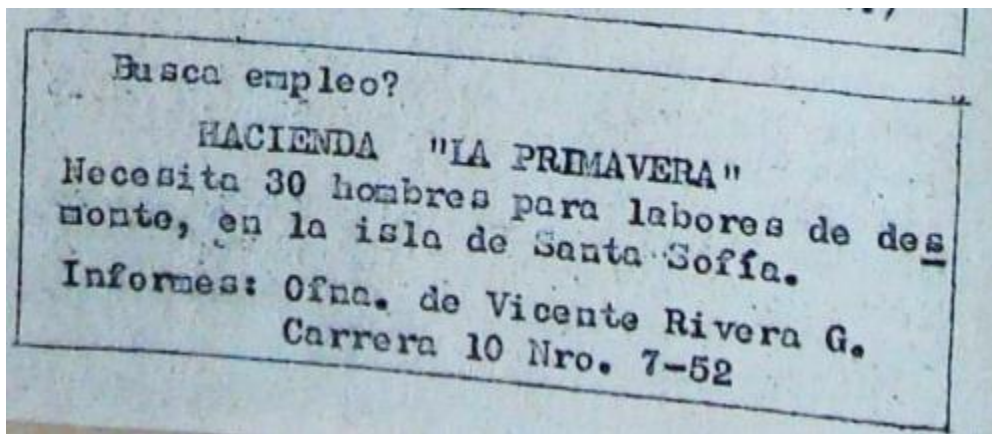 Busca empleo?
HACIENDA "LA PRIMAVERA"
Necesita 30 hombres para labores de des
monte, en la isla de Santa Soffa.
Informes: Ofna. de Vicente Rivera G.
Carrera 10 Nro. 7-52